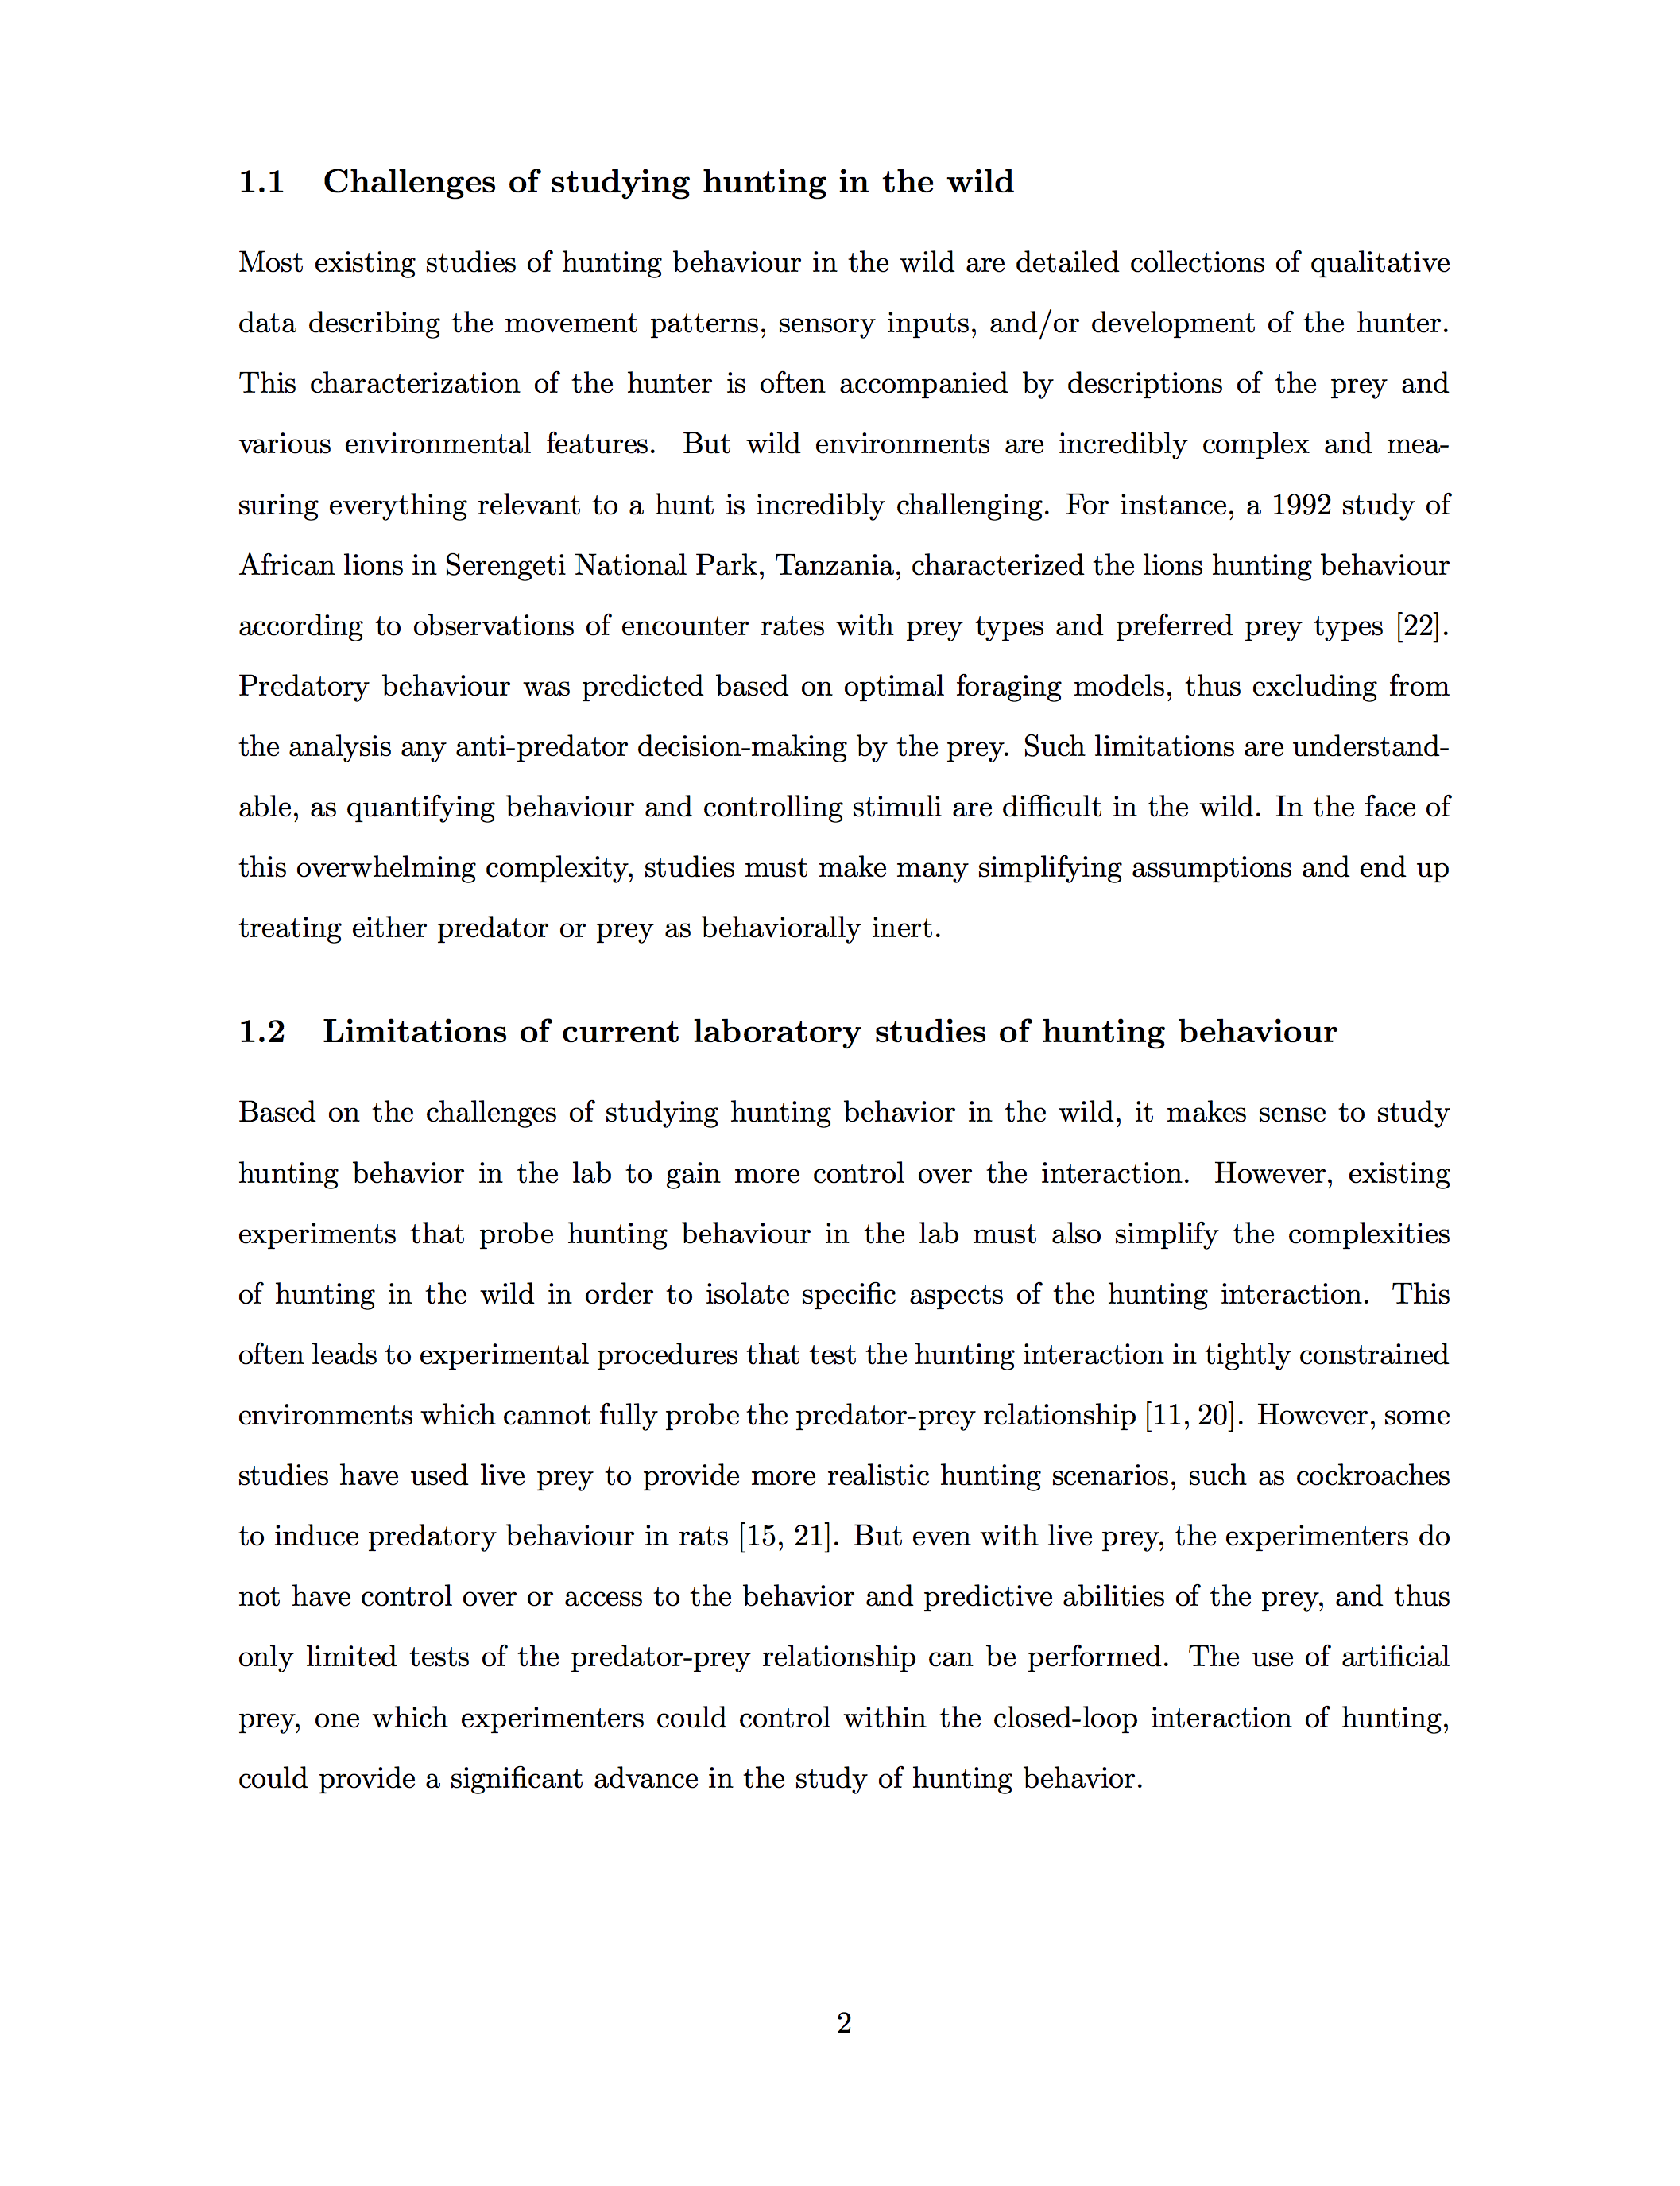 1.1 Challenges of studying hunting in the wild
Most existing studies of hunting behaviour in the wild are detailed collections of qualitative
data describing the movement patterns, sensory inputs, and/or development of the hunter.
This characterization of the hunter is often accompanied by descriptions of the prey and
various environmental features. But wild environments are incredibly complex and mea-
suring everything relevant to a hunt is incredibly challenging. For instance, a 1992 study of
African lions in Serengeti National Park, Tanzania, characterized the lions hunting behaviour
according to observations of encounter rates with prey types and preferred prey types [22].
Predatory behaviour was predicted based on optimal foraging models, thus excluding from
the analysis any anti-predator decision-making by the prey. Such limitations are understand-
able, as quantifying behaviour and controlling stimuli are difficult in the wild. In the face of
this overwhelming complexity, studies must make many simplifying assumptions and end up
treating either predator or prey as behaviorally inert.
1.2 Limitations of current laboratory studies of hunting behaviour
Based on the challenges of studying hunting behavior in the wild, it makes sense to study
hunting behavior in the lab to gain more control over the interaction. However, existing
experiments that probe hunting behaviour in the lab must also simplify the complexities
of hunting in the wild in order to isolate specific aspects of the hunting interaction. This
often leads to experimental procedures that test the hunting interaction in tightly constrained
environments which cannot fully probe the predator-prey relationship [11, 20]. However, some
studies have used live prey to provide more realistic hunting scenarios, such as cockroaches
to induce predatory behaviour in rats [15, 21]. But even with live prey, the experimenters do
not have control over or access to the behavior and predictive abilities of the prey, and thus
only limited tests of the predator-prey relationship can be performed. The use of artificial
prey, one which experimenters could control within the closed-loop interaction of hunting,
could provide a significant advance in the study of hunting behavior.
2